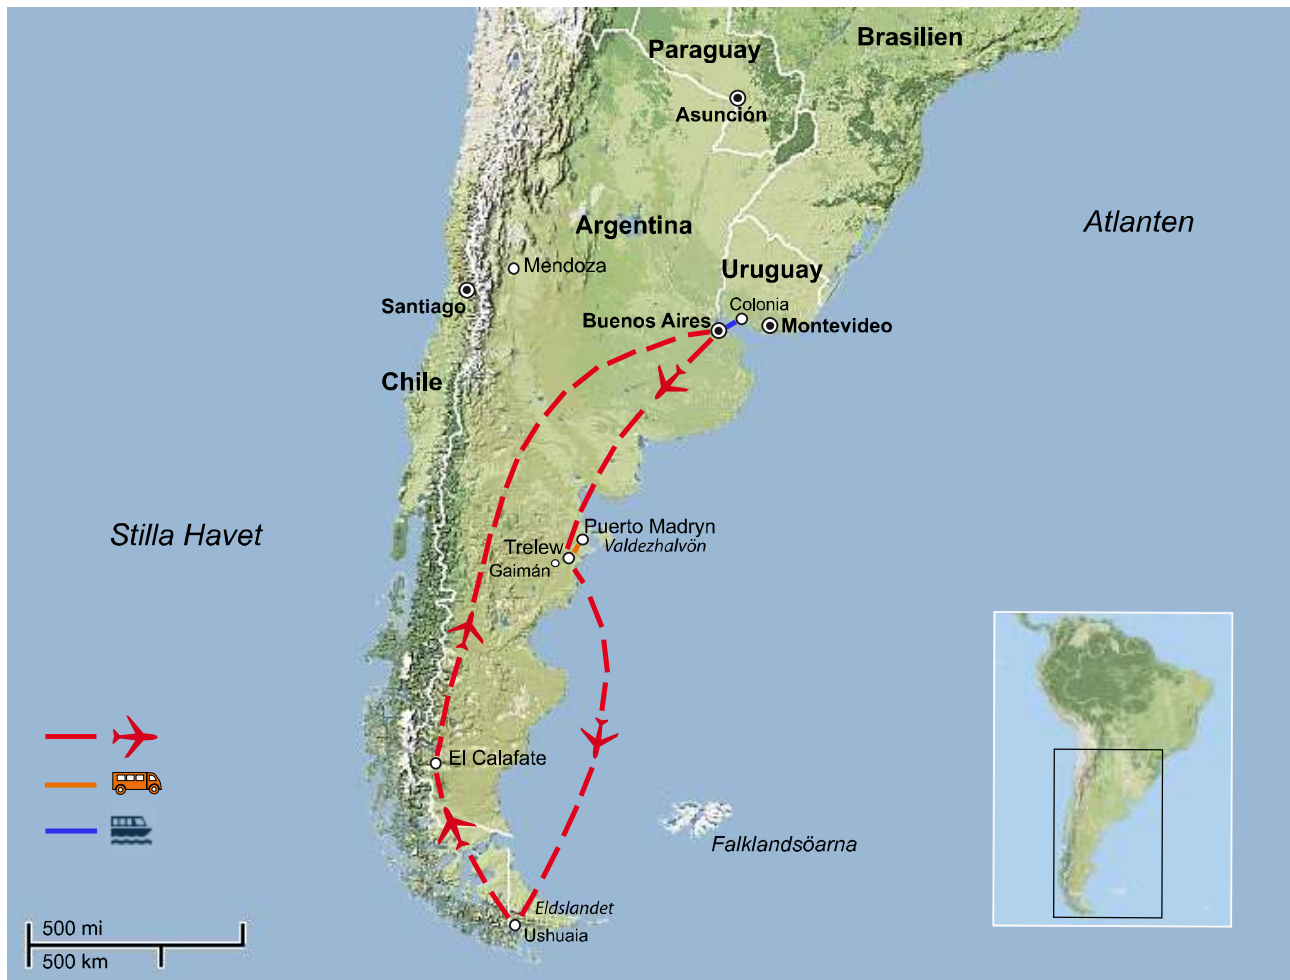 Brasilien
Paraguay
Asunción
Atlanten
Argentina
Mendoza
Uruguay
Santiago
Colonia
Buenos Aires
Montevideo
Chile
Stilla Havet
Puerto Madryn
Trelew
Valdezhalvön
Gaimán
El Calafate
Falklandsöarna
Eldslandet
Ushuaia
500 mi
500 km